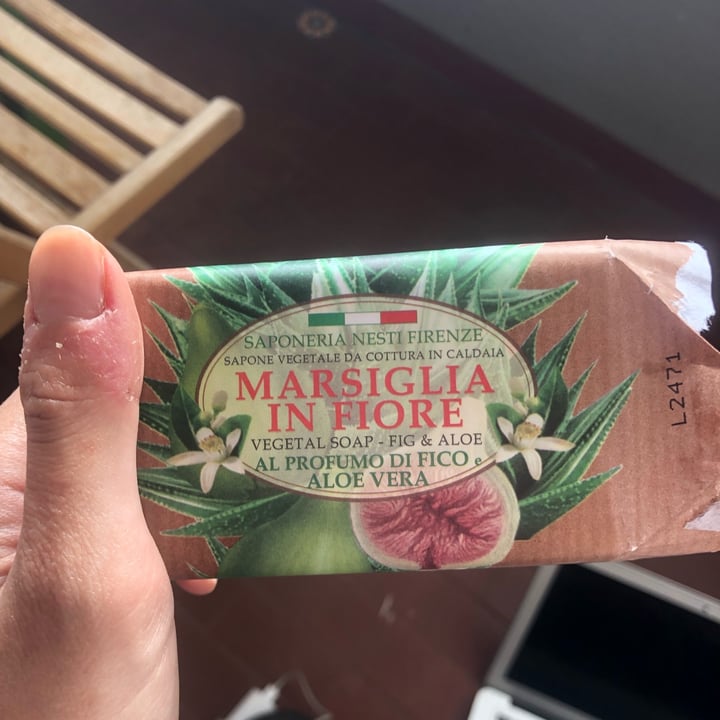 SAPONERIA NESTI FIRENZE
SAPONE VEGETALE DA COTTURA IN CALDAIA
MARSIGLIA
IN FIORE
VEGETAL SOAP - FIG & ALOE
AL PROFUMO DI FICO e
ALOE VERA
L2471